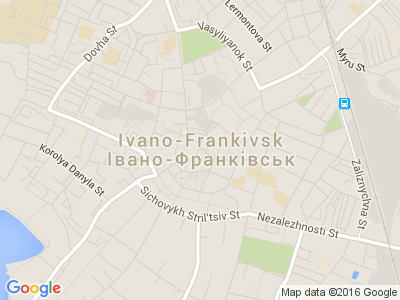 Lermontova St
Vasyliyanok St
Dovha St
Myru St
Ivano-Frankivsk
Івано-Франківськ
Korolya Danyla St
Zaliznychna St
Sichovykh Stril'tsiv St
Nezalezhnosti St
Google
Map data ©2016 Google